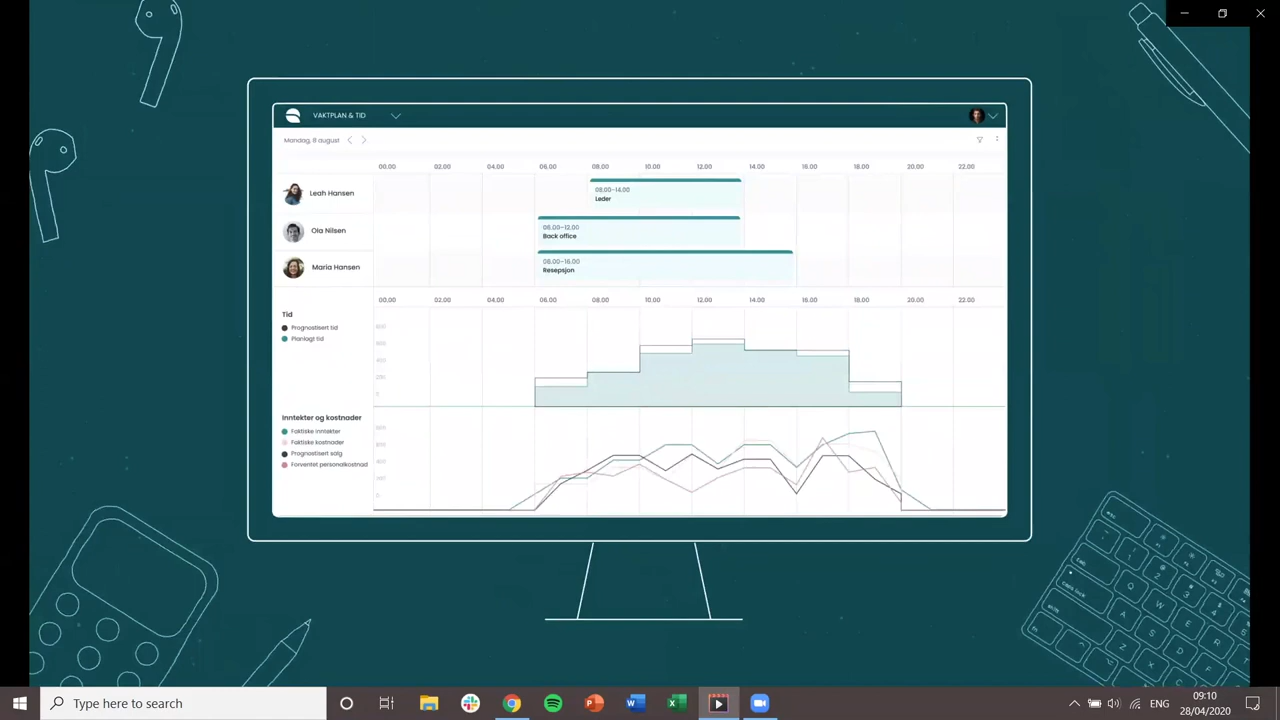 VAKTPLAN & TID
Mandag, 8 august
00.00 02.00 04.00 06.00 08.00 10.00 12.00 14.00 16.00 18.00 20.00 22.00
Leah Hansen
08.00-14.00
Leder
Ola Nilsen
06.00-12.00
Back office
Maria Hansen
08.00-16.00
Resepsjon
00.00 02.00 04.00 06.00 08.00 10.00 12.00 14.00 16.00 18.00 20.00 22.00
Tid
Prognostisert tid
Planlagt tid
Inntekter og kostnader
Faktiske inntekter
Faktiske kostnader
Prognostisert salg
Forventet personalkostnad
caps lock
Q W A S Z X
Type here to search
ENG
09:10
28/04/2020